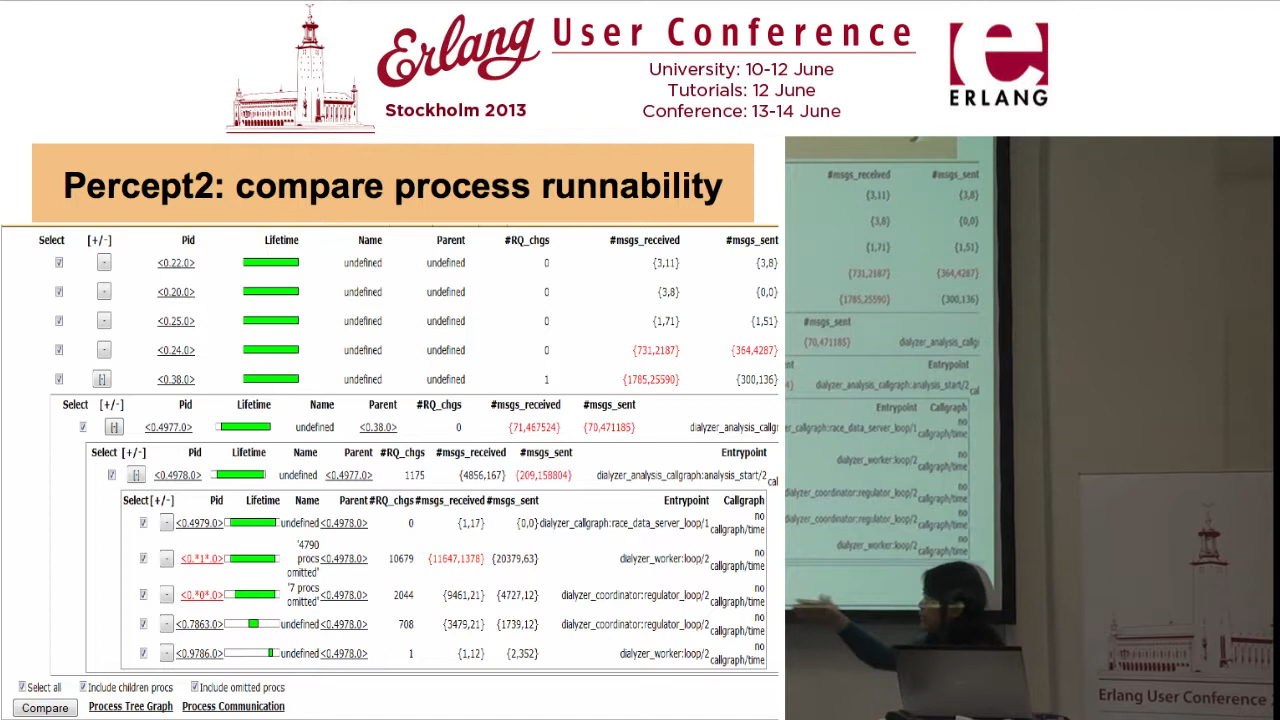 Erlang User Conference
Stockholm 2013
University: 10-12 June
Tutorials: 12 June
Conference: 13-14 June
ERLANG
Percept2: compare process runnability
Select [+/-] Pid Lifetime Name Parent #RQ_chgs #msgs_received #msgs_sent
- <0.22.0> undefined undefined 0 {3,11} {3,8}
- <0.20.0> undefined undefined 0 {3,8} {0,0}
- <0.25.0> undefined undefined 0 {1,71} {1,51}
- <0.24.0> undefined undefined 0 {731,2187} {364,4287}
[-] <0.38.0> undefined undefined 1 {1785,25590} {300,136}
Select [+/-] Pid Lifetime Name Parent #RQ_chgs #msgs_received #msgs_sent
[-] <0.4977.0> undefined <0.38.0> 0 {71,467524} {70,471185} dialyzer_analysis_callg
Select [+/-] Pid Lifetime Name Parent #RQ_chgs #msgs_received #msgs_sent Entrypoint
[-] <0.4978.0> undefined <0.4977.0> 1175 {4856,167} {209,158804} dialyzer_analysis_callgraph:analysis_start/2 cal
Select [+/-] Pid Lifetime Name Parent #RQ_chgs #msgs_received #msgs_sent Entrypoint Callgraph
- <0.4979.0> undefined <0.4978.0> 0 {1,17} {0,0} dialyzer_callgraph:race_data_server_loop/1 no callgraph/time
- <0.*1*.0> '4790 procs omitted' <0.4978.0> 10679 {11647,1378} {20379,63} dialyzer_worker:loop/2 no callgraph/time
- <0.*0*.0> '7 procs omitted' <0.4978.0> 2044 {9461,21} {4727,12} dialyzer_coordinator:regulator_loop/2 no callgraph/time
- <0.7863.0> undefined <0.4978.0> 708 {3479,21} {1739,12} dialyzer_coordinator:regulator_loop/2 no callgraph/time
- <0.9786.0> undefined <0.4978.0> 1 {1,12} {2,352} dialyzer_worker:loop/2 no callgraph/time
Select all Include children procs Include omitted procs
Compare Process Tree Graph Process Communication
#msgs_received #msgs_sent
{3,11} {3,8}
{3,8} {0,0}
{1,71} {1,51}
{731,2187} {364,4287}
{1785,25590} {300,136}
#msgs_sent
{70,471185} dialyzer_analysis_callg
Entrypoint
dialyzer_analysis_callgraph:analysis_start/2 cal
Entrypoint Callgraph
er_callgraph:race_data_server_loop/1 no callgraph/time
dialyzer_worker:loop/2 no callgraph/time
dialyzer_coordinator:regulator_loop/2 no callgraph/time
dialyzer_coordinator:regulator_loop/2 no callgraph/time
dialyzer_worker:loop/2 no callgraph/time
Erlang User Conference